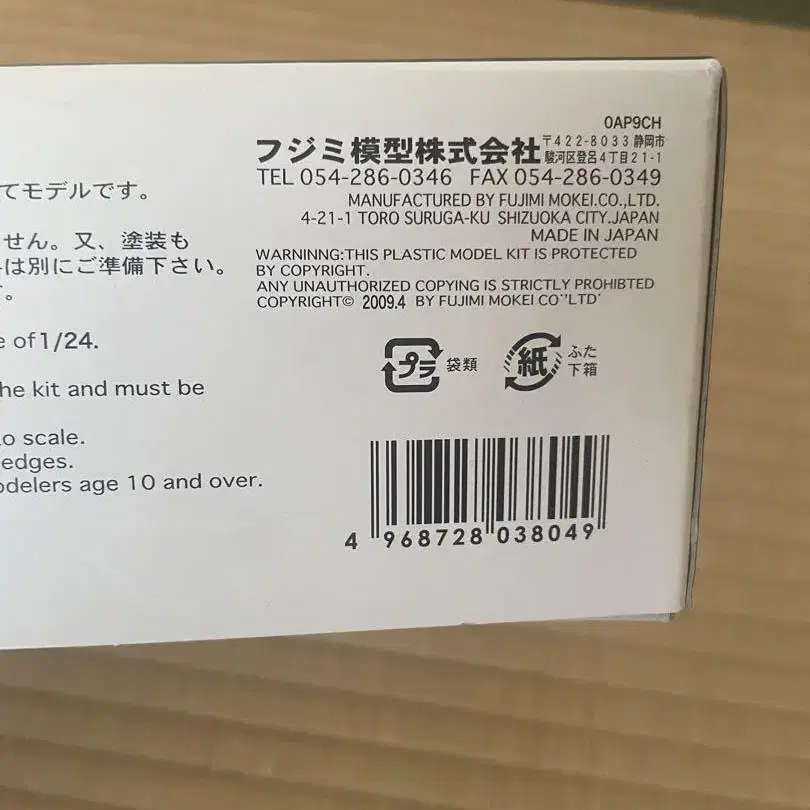 てモデルです。
せん。又、塗装も
は別にご準備下さい。
。
e of 1/24.
he kit and must be
o scale.
edges.
odelers age 10 and over.
0AP9CH
フジミ模型株式会社 〒422-8033 静岡市
駿河区登呂4丁目21-1
TEL 054-286-0346 FAX 054-286-0349
MANUFACTURED BY FUJIMI MOKEI.CO.,LTD.
4-21-1 TORO SURUGA-KU SHIZUOKA CITY.JAPAN
MADE IN JAPAN
WARNINNG:THIS PLASTIC MODEL KIT IS PROTECTED
BY COPYRIGHT.
ANY UNAUTHORIZED COPYING IS STRICTLY PROHIBTED
COPYRIGHT© 2009.4 BY FUJIMI MOKEI CO''LTD'
プラ 袋類
紙 ふた
下箱
4 968728 038049